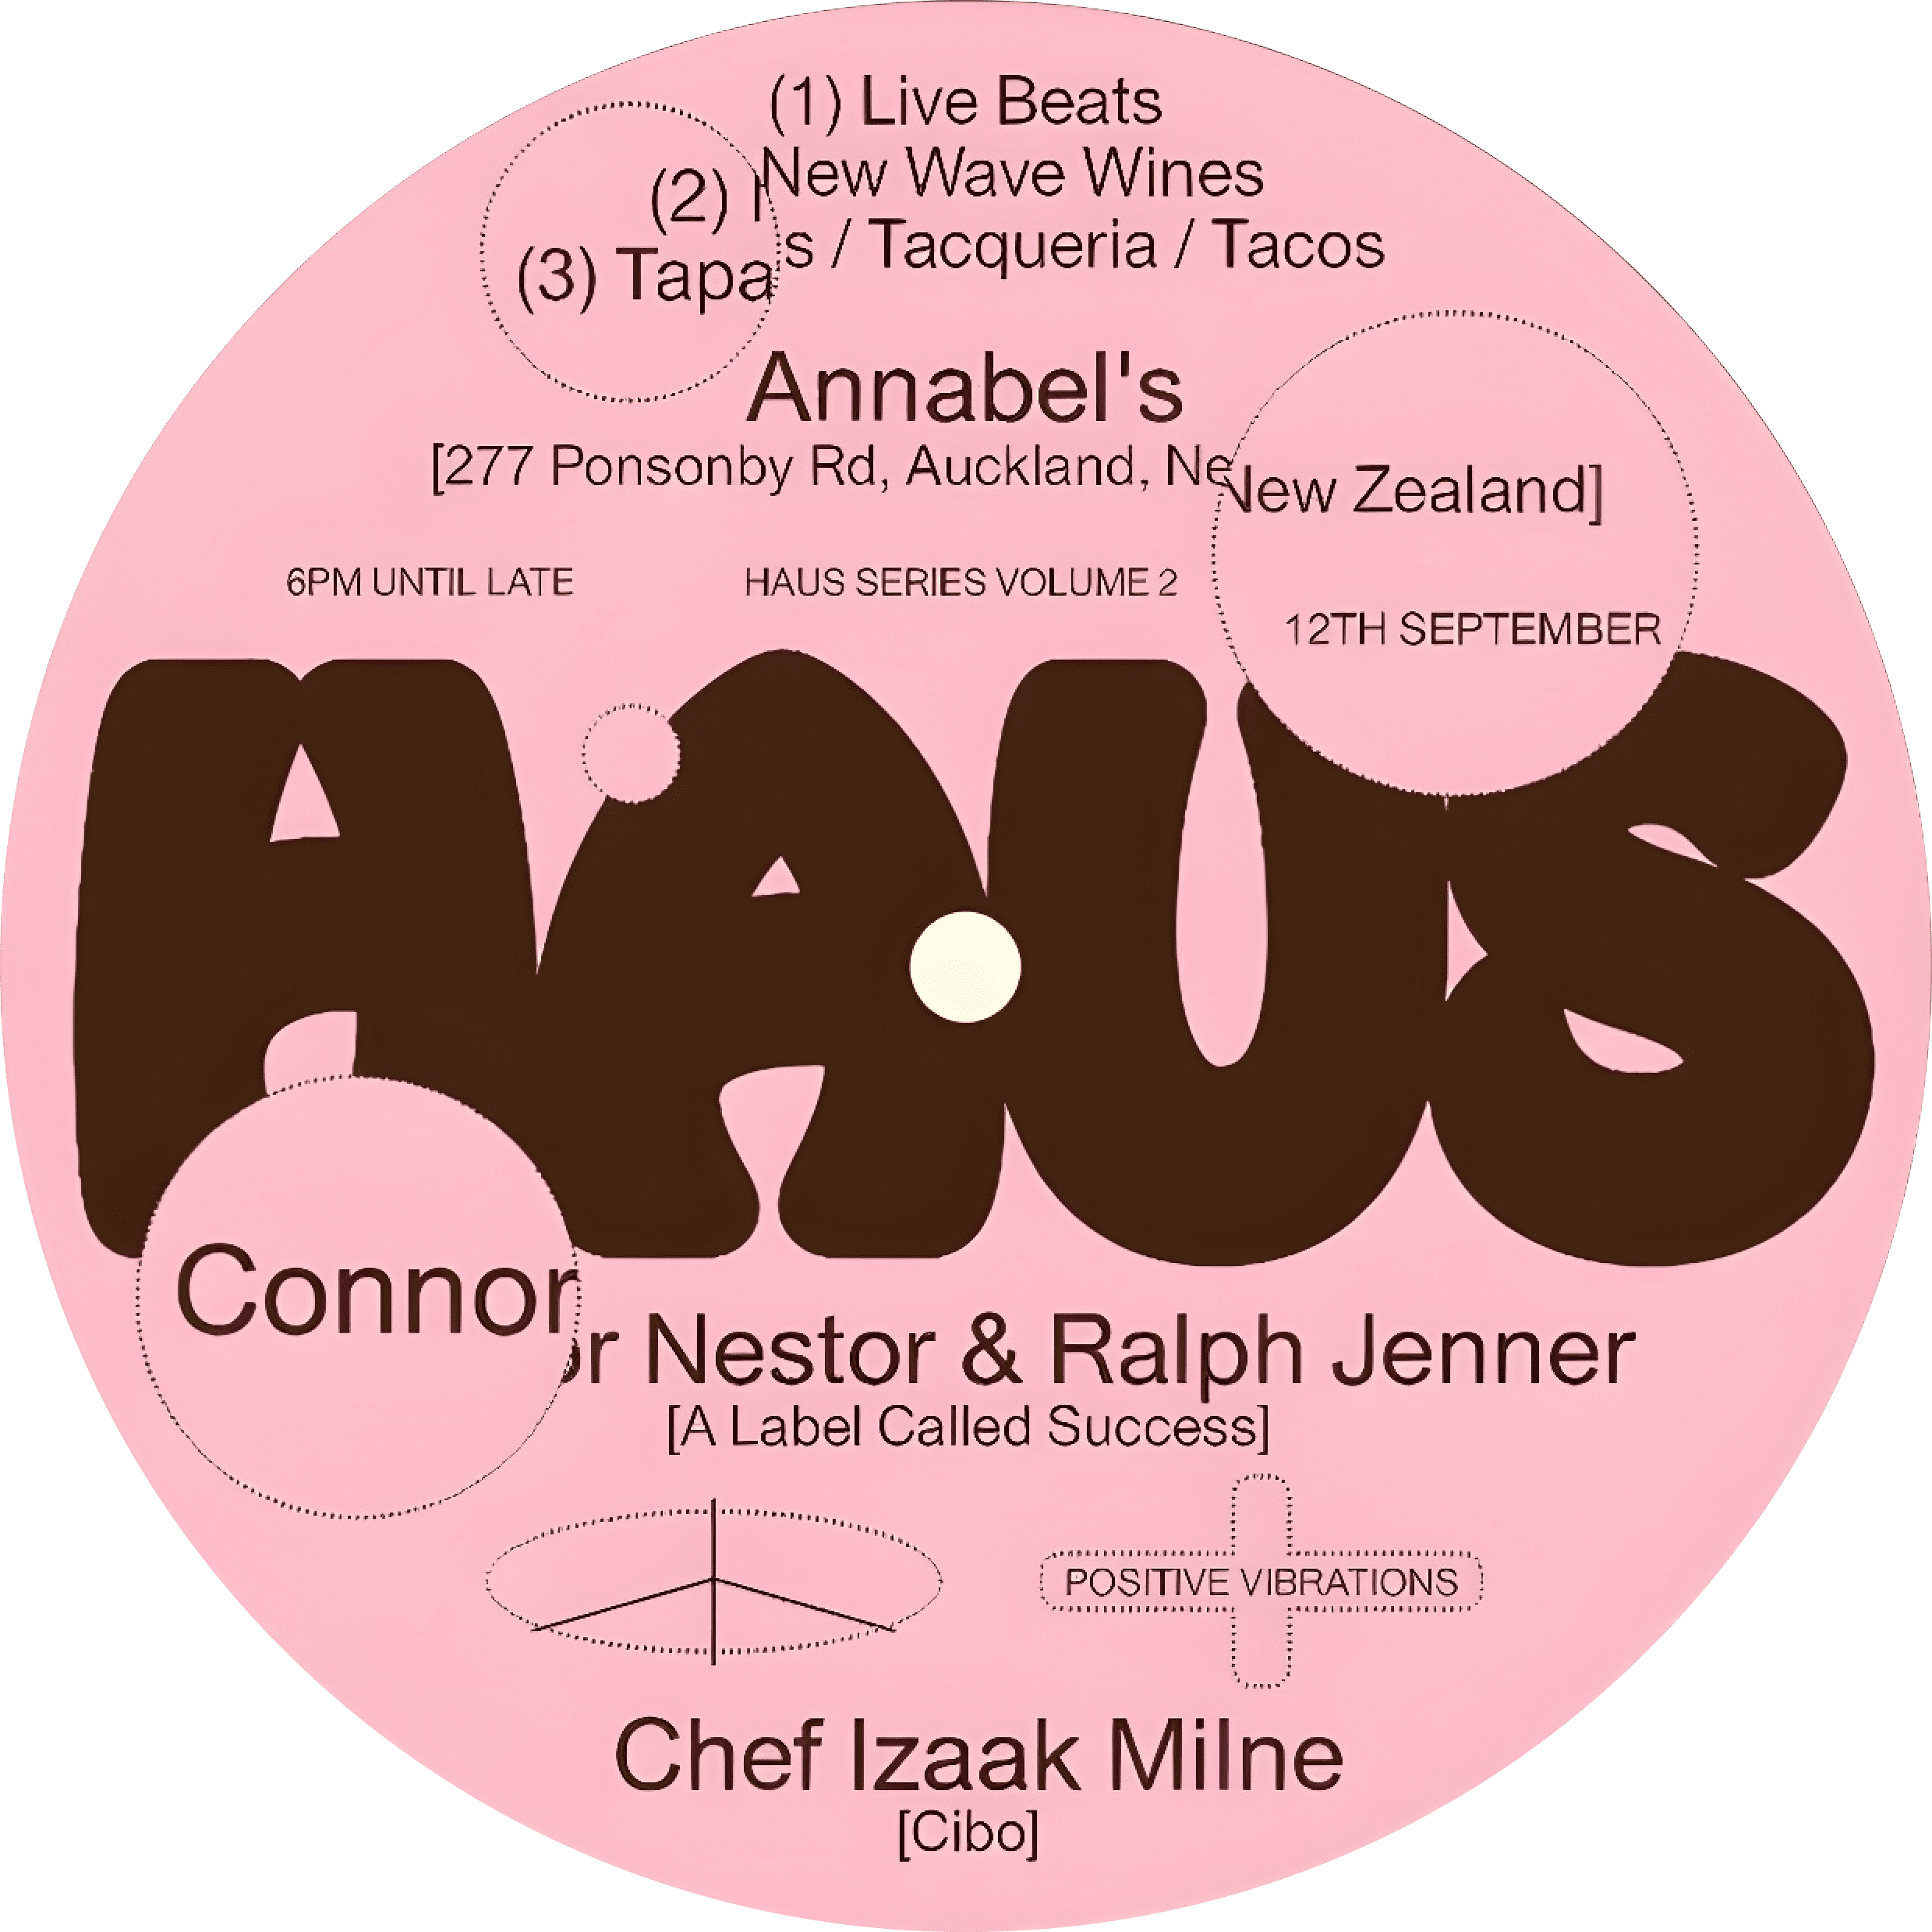 (1) Live Beats
(2) New Wave Wines
(3) Tapas / Tacqueria / Tacos
Annabel's
[277 Ponsonby Rd, Auckland, New Zealand]
6PM UNTIL LATE
HAUS SERIES VOLUME 2
12TH SEPTEMBER
HAUS
Connor Nestor & Ralph Jenner
[A Label Called Success]
POSITIVE VIBRATIONS
Chef Izaak Milne
[Cibo]